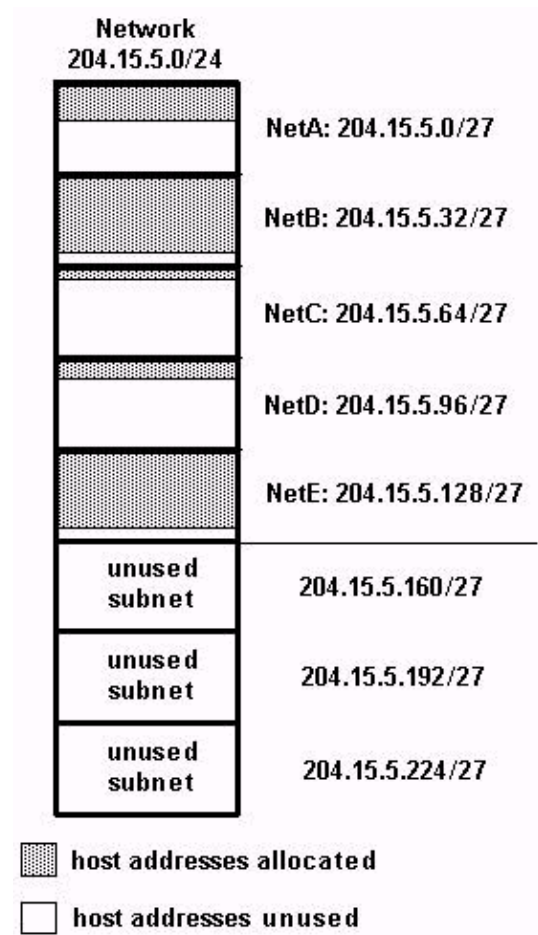 Network
204.15.5.0/24
NetA: 204.15.5.0/27
NetB: 204.15.5.32/27
NetC: 204.15.5.64/27
NetD: 204.15.5.96/27
NetE: 204.15.5.128/27
unused
subnet
204.15.5.160/27
unused
subnet
204.15.5.192/27
unused
subnet
204.15.5.224/27
host addresses allocated
host addresses unused